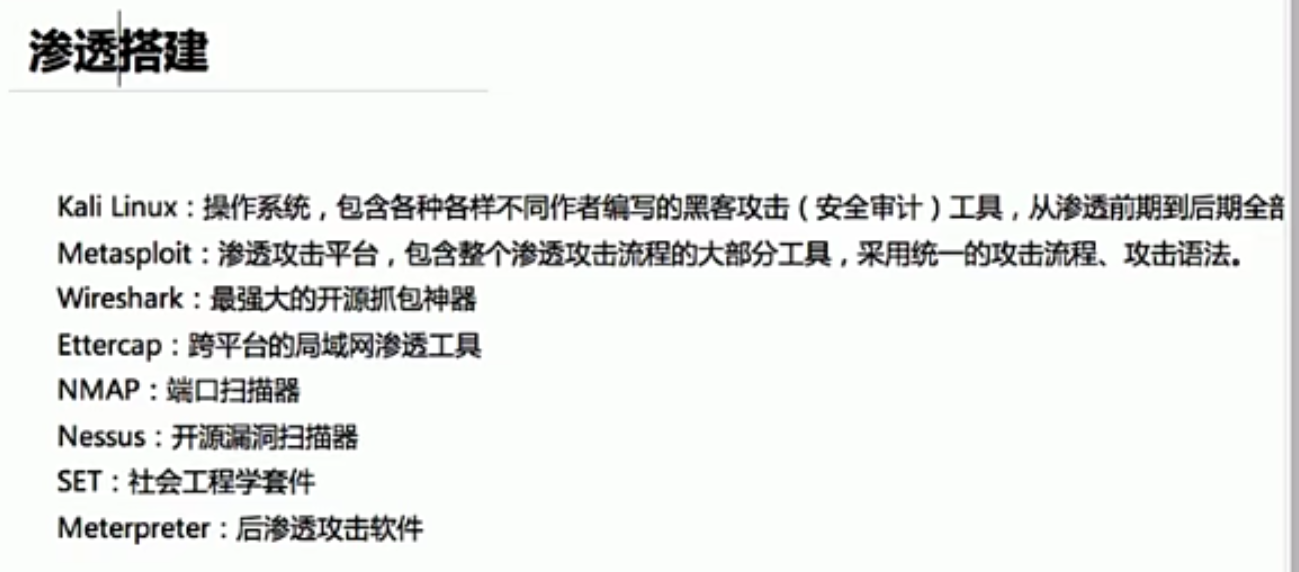 渗透搭建
Kali Linux：操作系统，包含各种各样不同作者编写的黑客攻击（安全审计）工具，从渗透前期到后期全部
Metasploit：渗透攻击平台，包含整个渗透攻击流程的大部分工具，采用统一的攻击流程、攻击语法。
Wireshark：最强大的开源抓包神器
Ettercap：跨平台的局域网渗透工具
NMAP：端口扫描器
Nessus：开源漏洞扫描器
SET：社会工程学套件
Meterpreter：后渗透攻击软件